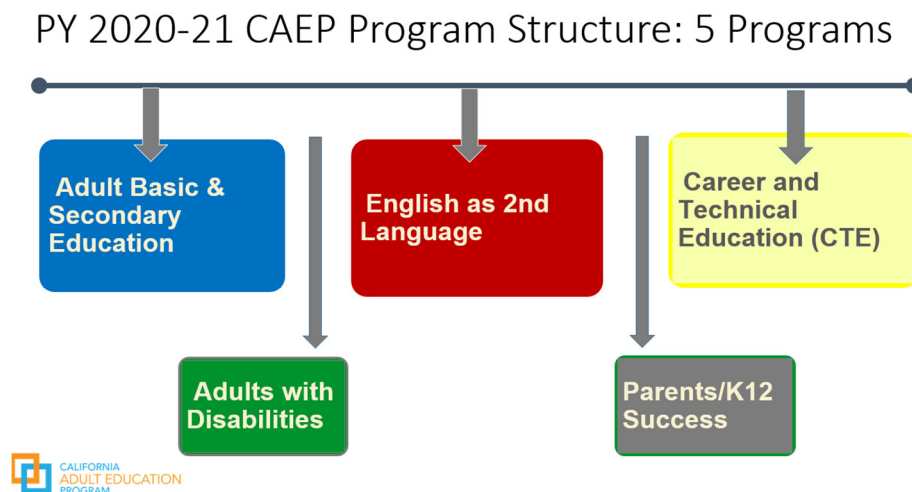 PY 2020-21 CAEP Program Structure: 5 Programs
Adult Basic &
Secondary
Education
English as 2nd
Language
Career and
Technical
Education (CTE)
Adults with
Disabilities
Parents/K12
Success
CALIFORNIA
ADULT EDUCATION
PROGRAM